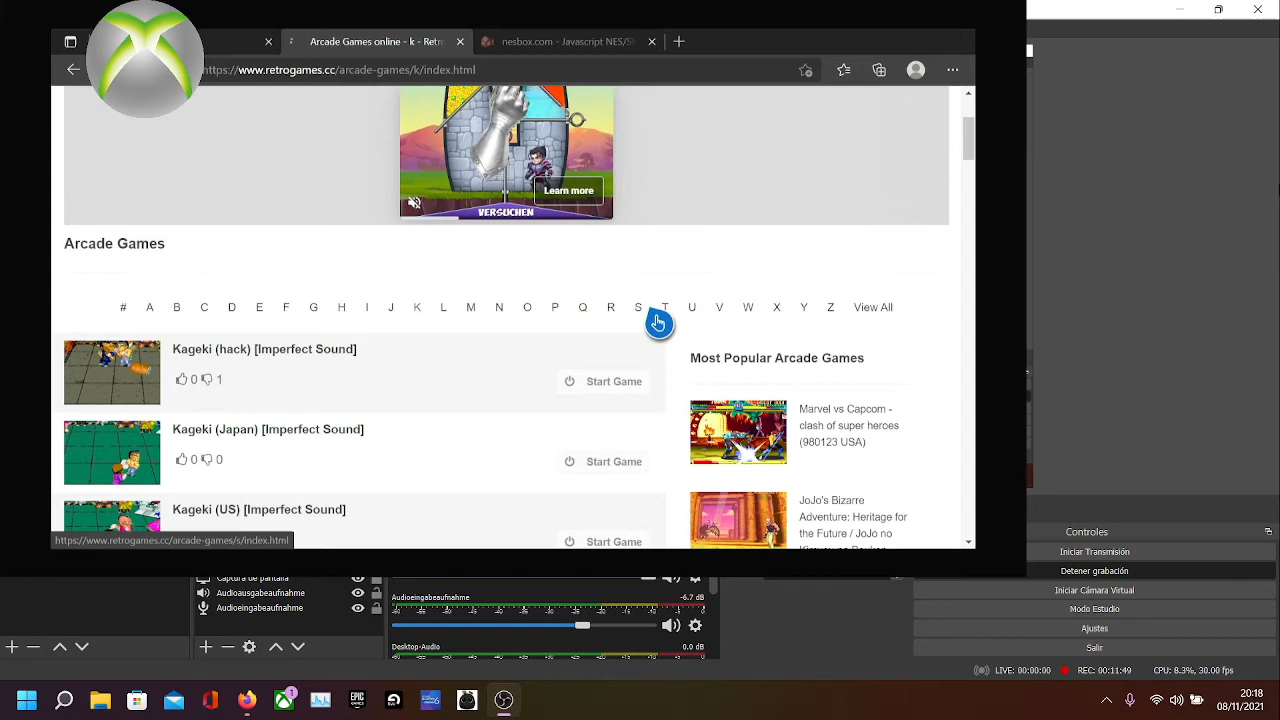 Arcade Games online - k - Retro
nesbox.com - Javascript NES/S
https://www.retrogames.cc/arcade-games/k/index.html
Learn more
VERSUCHEN
Arcade Games
# A B C D E F G H I J K L M N O P Q R S T U V W X Y Z View All
Kageki (hack) [Imperfect Sound]
0 1
Start Game
Kageki (Japan) [Imperfect Sound]
0 0
Start Game
Kageki (US) [Imperfect Sound]
Start Game
Most Popular Arcade Games
Marvel vs Capcom -
clash of super heroes
(980123 USA)
JoJo's Bizarre
Adventure: Heritage for
the Future / JoJo no
https://www.retrogames.cc/arcade-games/s/index.html
Captura de pantalla
Audioausgabeaufnahme
Audioeingabeaufnahme
Audioeingabeaufnahme
-6.7 dB
Desktop-Audio
0.0 dB
Controles
Iniciar Transmisión
Detener grabación
Iniciar Cámara Virtual
Modo Estudio
Ajustes
Salir
LIVE: 00:00:00
REC: 00:11:49
CPU: 8.3%, 30.00 fps
EPIC
GAMES
1
20:18
08/11/2021